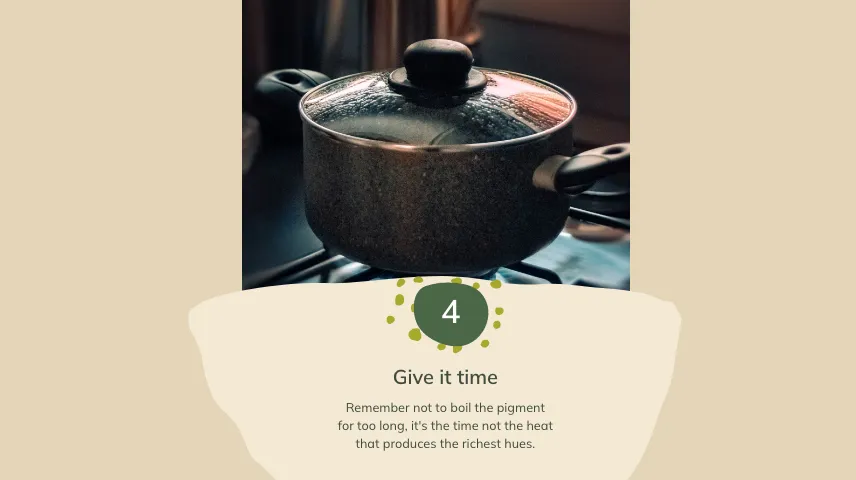 4
Give it time
Remember not to boil the pigment
for too long, it's the time not the heat
that produces the richest hues.